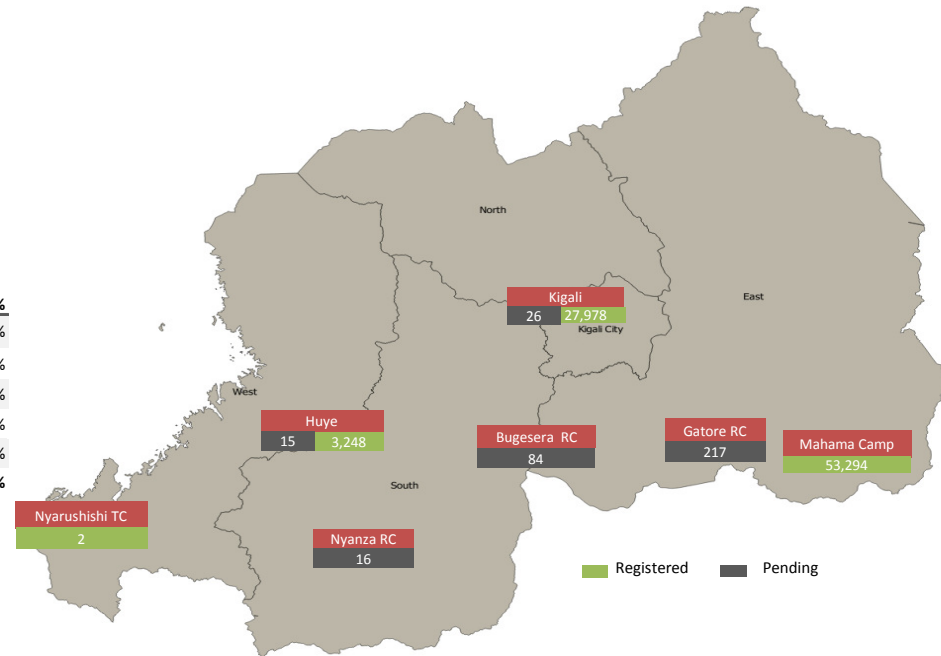 North
East
Kigali
26 27,978
Kigali City
%
%
%
%
%
%
%
West
Huye
15 3,248
Bugesera RC
84
Gatore RC
217
Mahama Camp
53,294
South
Nyarushishi TC
2
Nyanza RC
16
Registered Pending